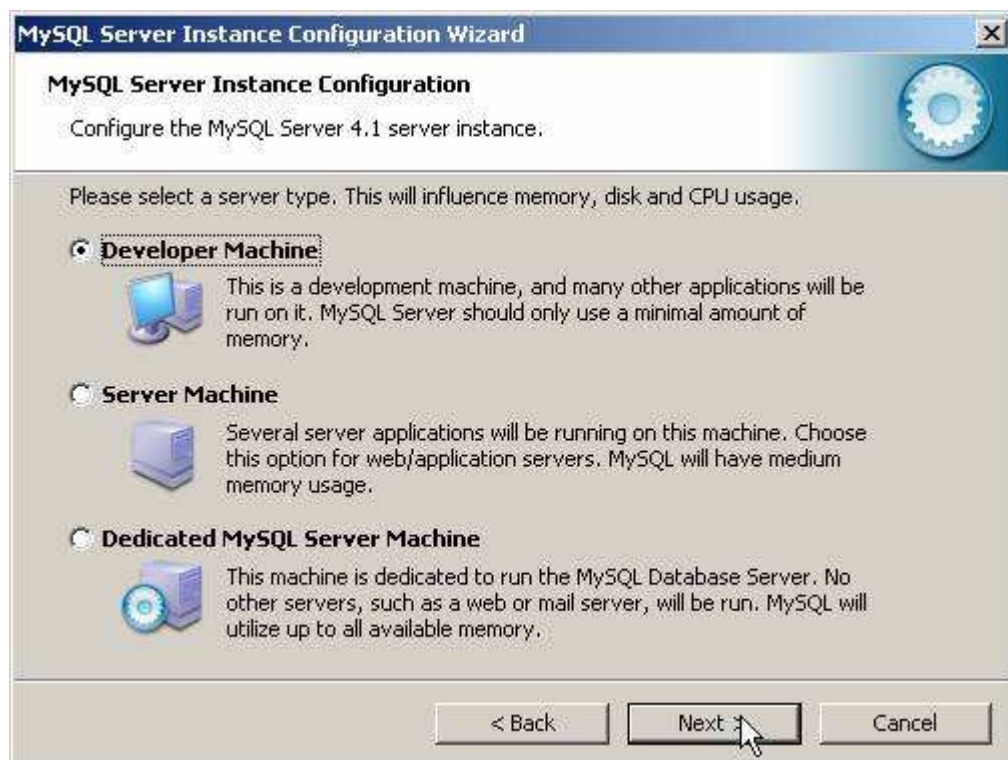 MySQL Server Instance Configuration Wizard
MySQL Server Instance Configuration
Configure the MySQL Server 4.1 server instance.
Please select a server type. This will influence memory, disk and CPU usage.
Developer Machine
This is a development machine, and many other applications will be
run on it. MySQL Server should only use a minimal amount of
memory.
Server Machine
Several server applications will be running on this machine. Choose
this option for web/application servers. MySQL will have medium
memory usage.
Dedicated MySQL Server Machine
This machine is dedicated to run the MySQL Database Server. No
other servers, such as a web or mail server, will be run. MySQL will
utilize up to all available memory.
< Back
Next >
Cancel